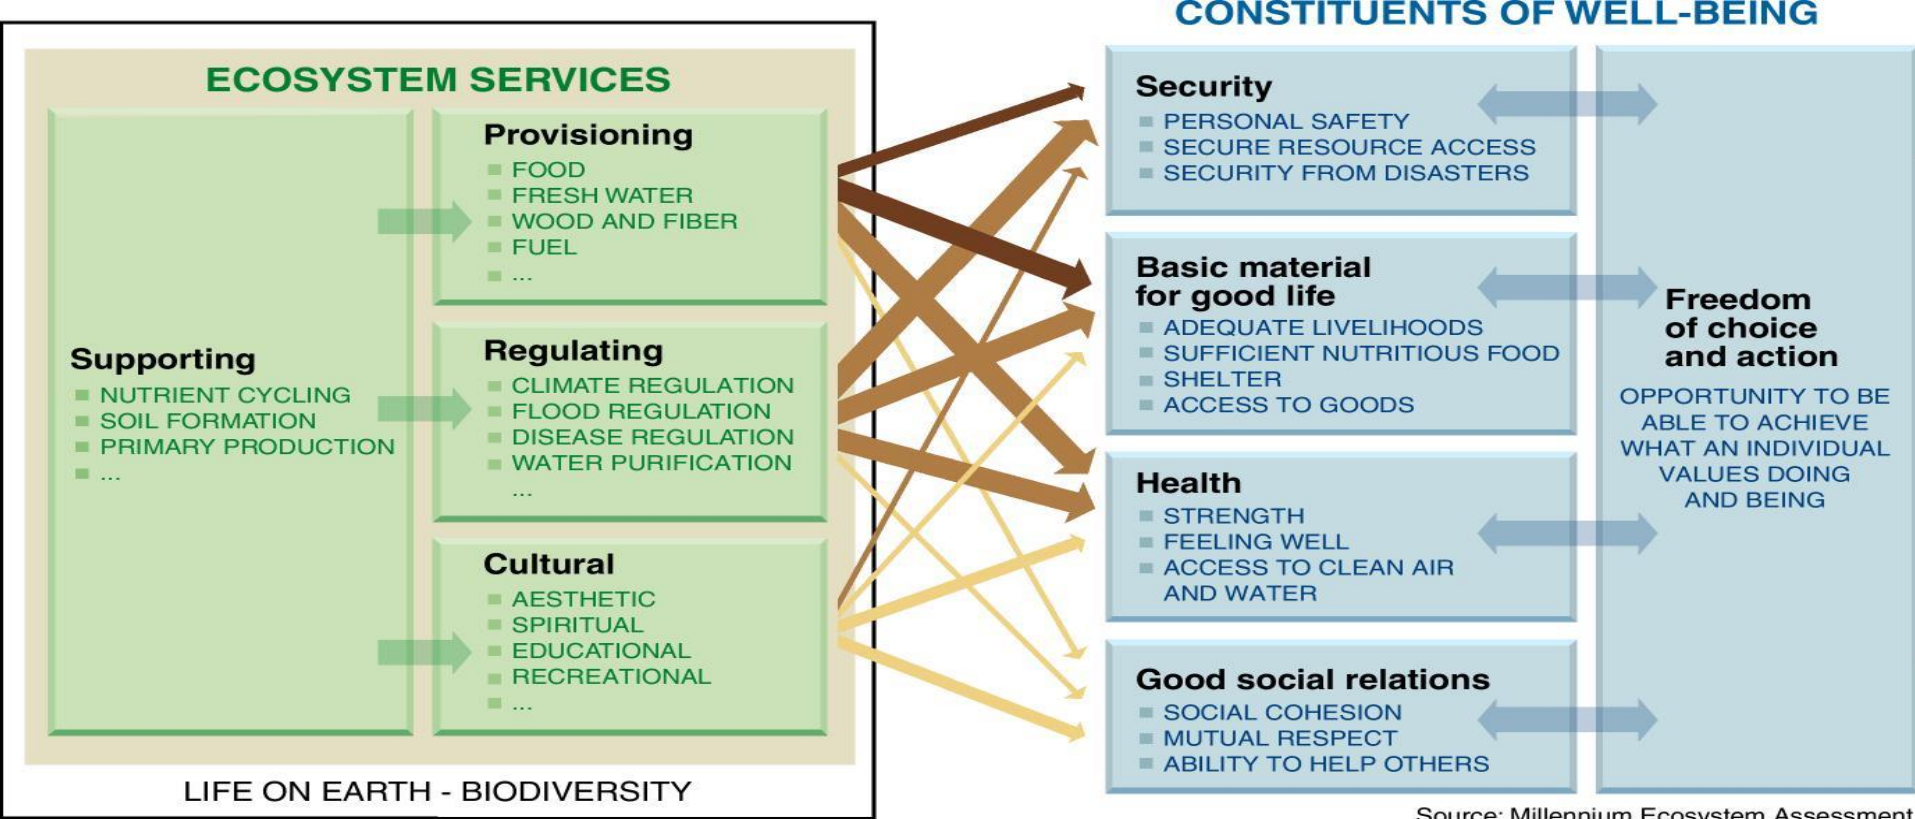 CONSTITUENTS OF WELL-BEING
ECOSYSTEM SERVICES
Supporting
NUTRIENT CYCLING
SOIL FORMATION
PRIMARY PRODUCTION
...
Provisioning
FOOD
FRESH WATER
WOOD AND FIBER
FUEL
...
Regulating
CLIMATE REGULATION
FLOOD REGULATION
DISEASE REGULATION
WATER PURIFICATION
...
Cultural
AESTHETIC
SPIRITUAL
EDUCATIONAL
RECREATIONAL
...
LIFE ON EARTH - BIODIVERSITY
Security
PERSONAL SAFETY
SECURE RESOURCE ACCESS
SECURITY FROM DISASTERS
Basic material
for good life
ADEQUATE LIVELIHOODS
SUFFICIENT NUTRITIOUS FOOD
SHELTER
ACCESS TO GOODS
Health
STRENGTH
FEELING WELL
ACCESS TO CLEAN AIR
AND WATER
Good social relations
SOCIAL COHESION
MUTUAL RESPECT
ABILITY TO HELP OTHERS
Freedom
of choice
and action
OPPORTUNITY TO BE
ABLE TO ACHIEVE
WHAT AN INDIVIDUAL
VALUES DOING
AND BEING
Source: Millennium Ecosystem Assessment